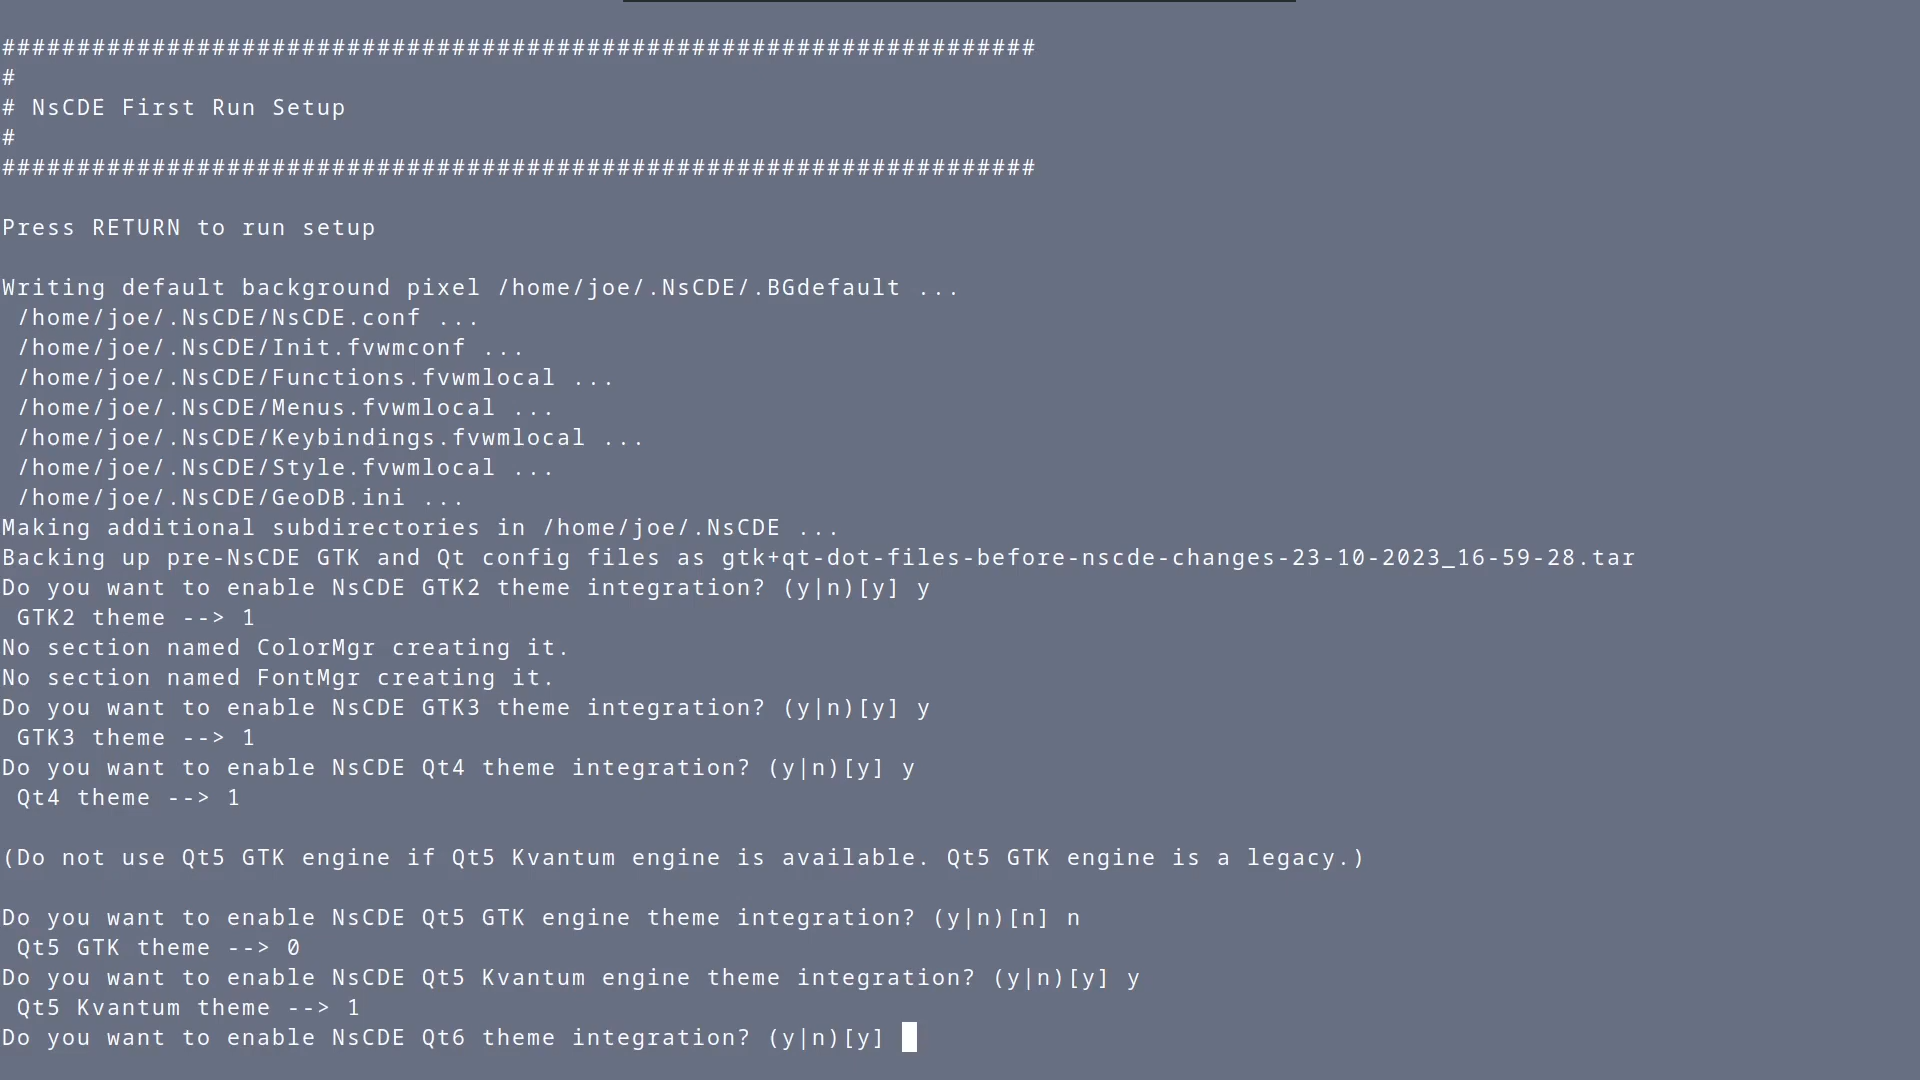 #####################################################################
#
# NsCDE First Run Setup
#
#####################################################################
Press RETURN to run setup
Writing default background pixel /home/joe/.NsCDE/.BGdefault ...
/home/joe/.NsCDE/NsCDE.conf ...
/home/joe/.NsCDE/Init.fvwmconf ...
/home/joe/.NsCDE/Functions.fvwmlocal ...
/home/joe/.NsCDE/Menus.fvwmlocal ...
/home/joe/.NsCDE/Keybindings.fvwmlocal ...
/home/joe/.NsCDE/Style.fvwmlocal ...
/home/joe/.NsCDE/GeoDB.ini ...
Making additional subdirectories in /home/joe/.NsCDE ...
Backing up pre-NsCDE GTK and Qt config files as gtk+qt-dot-files-before-nscde-changes-23-10-2023_16-59-28.tar
Do you want to enable NsCDE GTK2 theme integration? (y|n)[y] y
GTK2 theme --> 1
No section named ColorMgr creating it.
No section named FontMgr creating it.
Do you want to enable NsCDE GTK3 theme integration? (y|n)[y] y
GTK3 theme --> 1
Do you want to enable NsCDE Qt4 theme integration? (y|n)[y] y
Qt4 theme --> 1
(Do not use Qt5 GTK engine if Qt5 Kvantum engine is available. Qt5 GTK engine is a legacy.)
Do you want to enable NsCDE Qt5 GTK engine theme integration? (y|n)[n] n
Qt5 GTK theme --> 0
Do you want to enable NsCDE Qt5 Kvantum engine theme integration? (y|n)[y] y
Qt5 Kvantum theme --> 1
Do you want to enable NsCDE Qt6 theme integration? (y|n)[y]